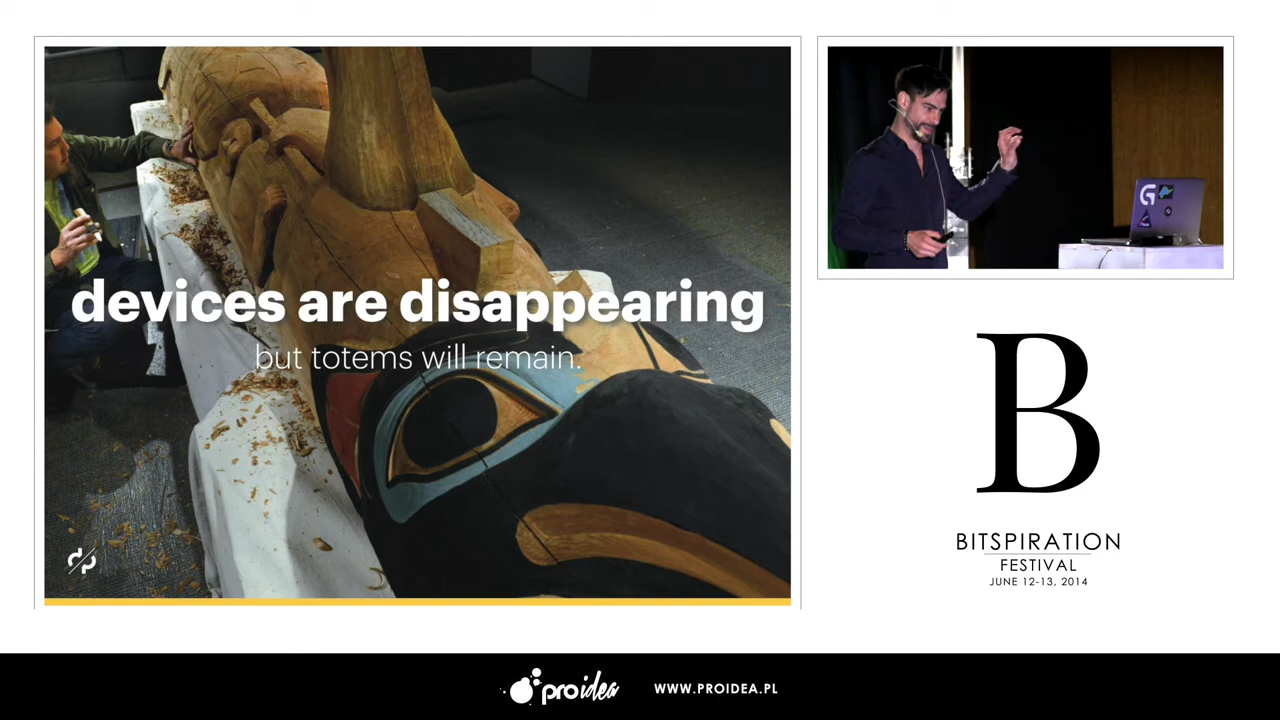 devices are disappearing
but totems will remain.
d/p
G
B
BITSPIRATION
FESTIVAL
JUNE 12-13, 2014
proidea
WWW.PROIDEA.PL